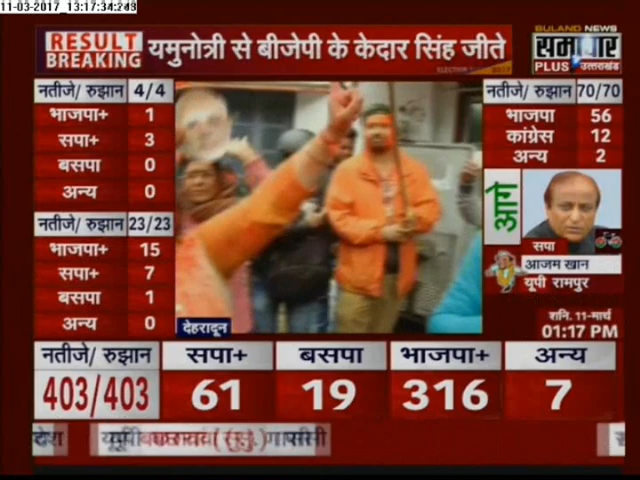 11-03-2017_13:17:34:243
RESULT
BREAKING
यमुनोत्री से बीजेपी के केदार सिंह जीते
BULAND NEWS
समाचार
PLUS उत्तराखंड
नतीजे/ रुझान 4/4
भाजपा+ 1
सपा+ 3
बसपा 0
अन्य 0
नतीजे/ रुझान 23/23
भाजपा+ 15
सपा+ 7
बसपा 1
अन्य 0
देहरादून
नतीजे/ रुझान 70/70
भाजपा 56
कांग्रेस 12
अन्य 2
आगे
सपा
आजम खान
यूपी रामपुर
शनि. 11-मार्च
01:17 PM
नतीजे/ रुझान सपा+ बसपा भाजपा+ अन्य
403/403 61 19 316 7
यूपी